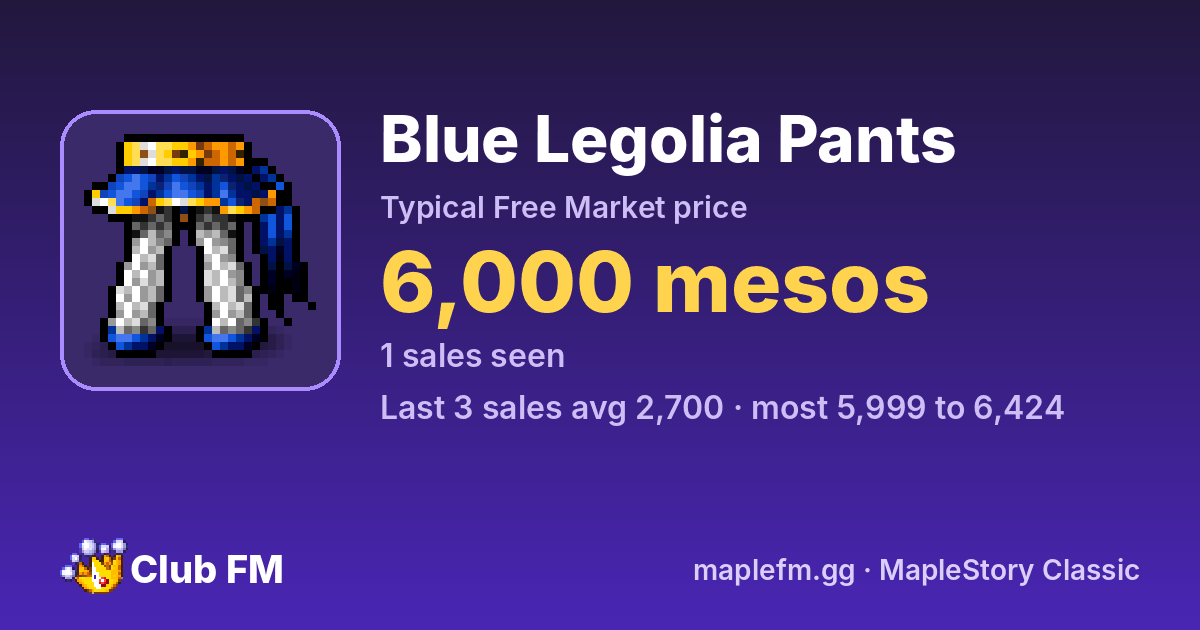 Blue Legolia Pants
Typical Free Market price
6,000 mesos
1 sales seen
Last 3 sales avg 2,700 · most 5,999 to 6,424
Club FM
maplefm.gg · MapleStory Classic